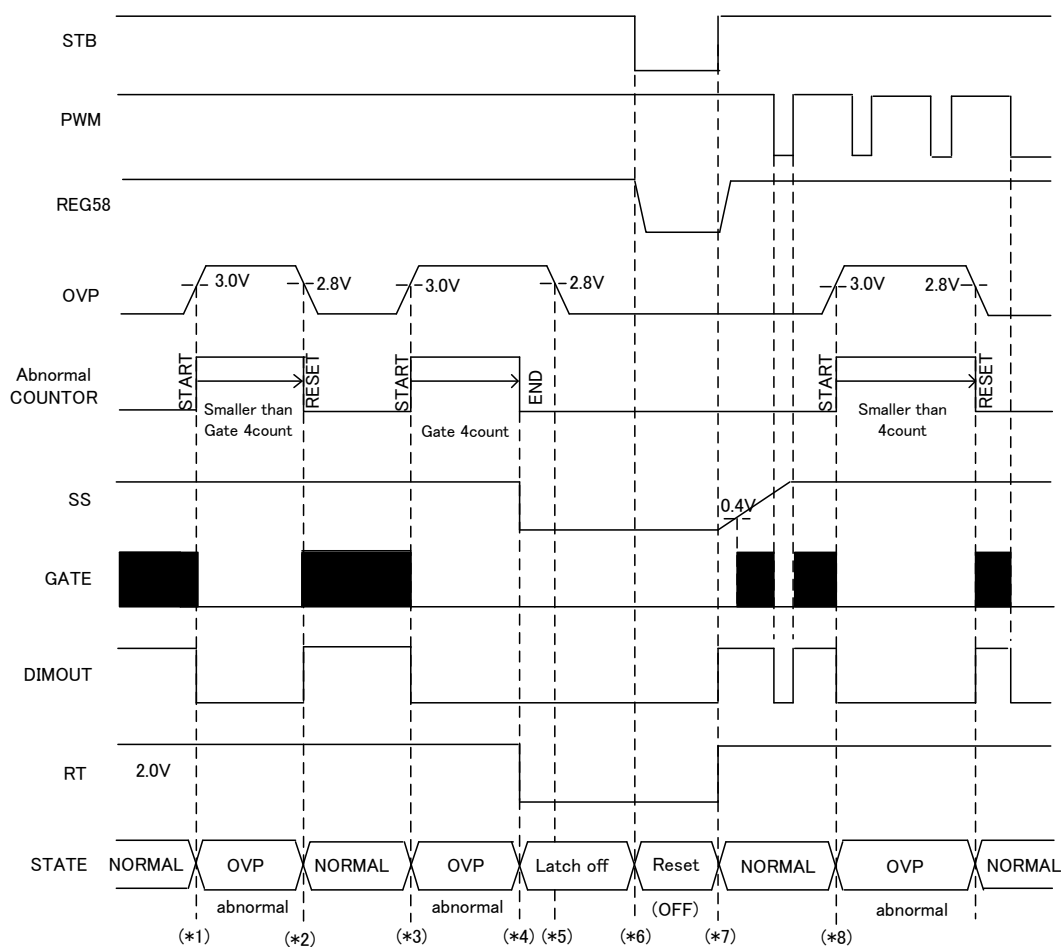 STB
PWM
REG58
OVP
3.0V
2.8V
3.0V
2.8V
3.0V
2.8V
Abnormal
COUNTOR
START
RESET
START
END
START
RESET
Smaller than
Gate 4count
Gate 4count
Smaller than
4count
SS
0.4V
GATE
DIMOUT
RT
2.0V
STATE
NORMAL
OVP
NORMAL
OVP
Latch off
Reset
NORMAL
OVP
NORMAL
abnormal
abnormal
(OFF)
abnormal
(*1)
(*2)
(*3)
(*4)
(*5)
(*6)
(*7)
(*8)